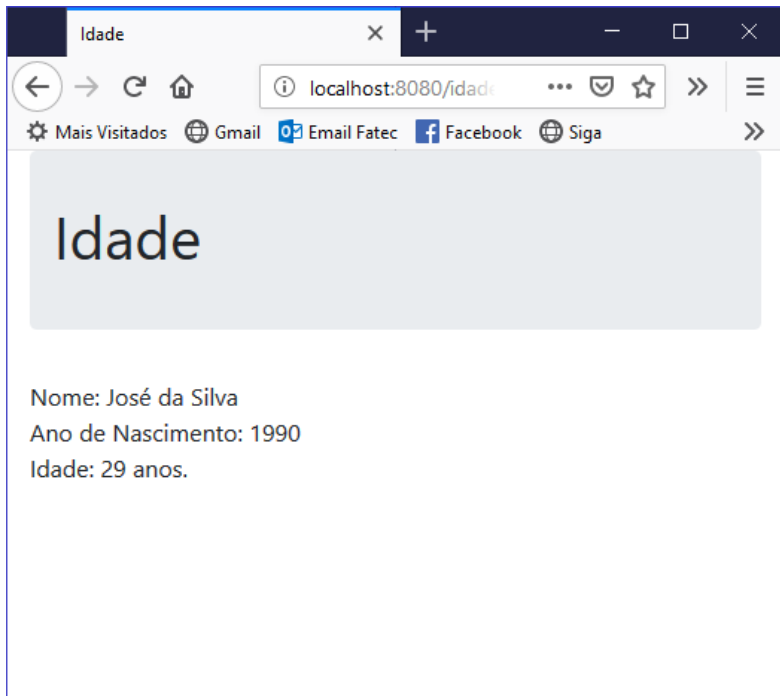 Idade
localhost:8080/idade
Mais Visitados Gmail Email Fatec Facebook Siga
Idade
Nome: José da Silva
Ano de Nascimento: 1990
Idade: 29 anos.